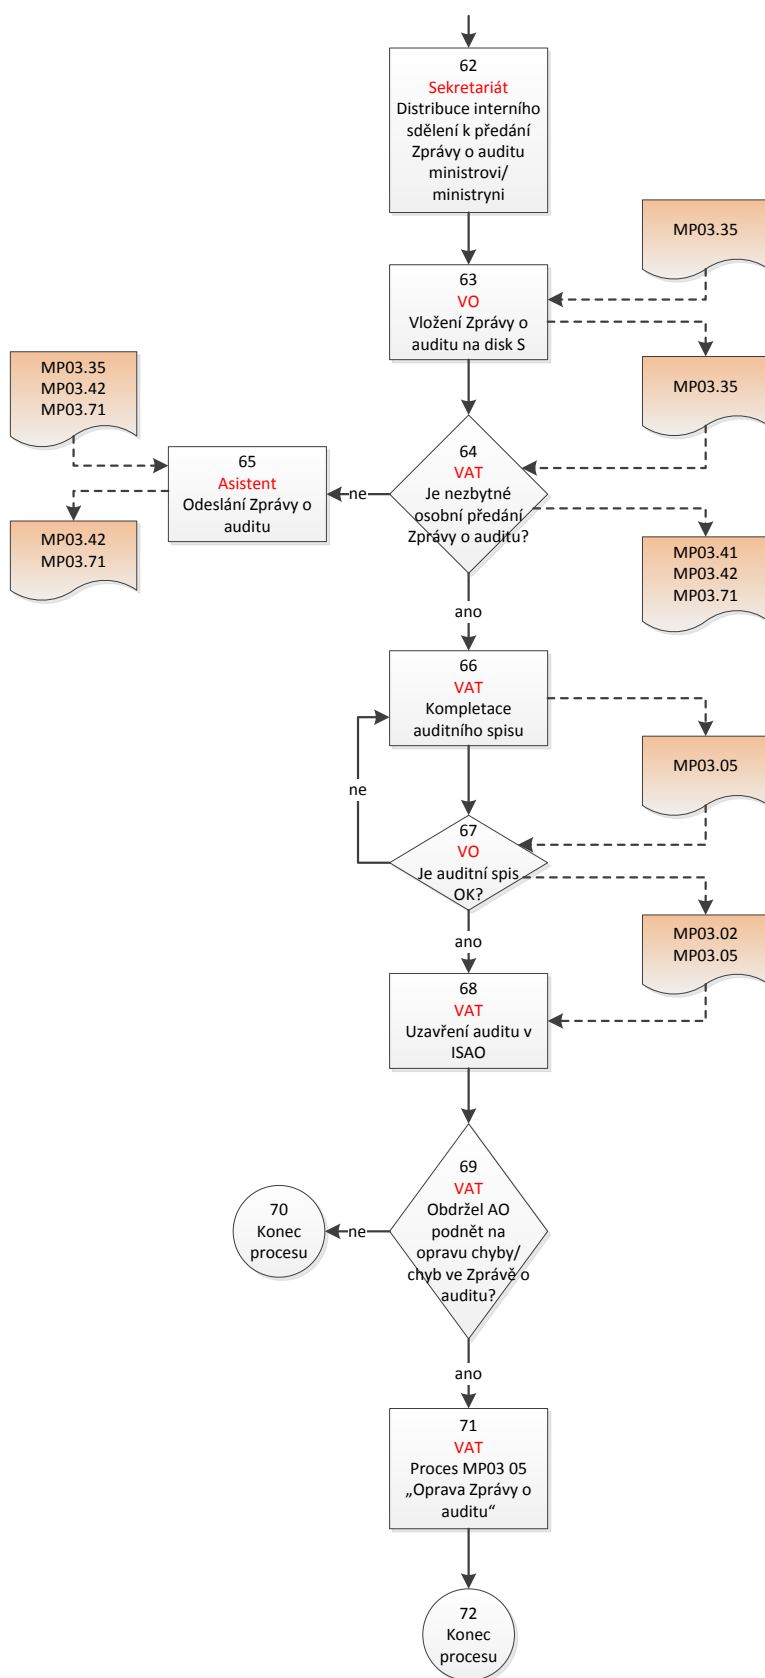 62
Sekretariát
Distribuce interního
sdělení k předání
Zprávy o auditu
ministrovi/
ministryni
MP03.35
63
VO
Vložení Zprávy o
auditu na disk S
MP03.35
MP03.35
MP03.42
MP03.71
64
VAT
Je nezbytné
osobní předání
Zprávy o auditu?
ne
65
Asistent
Odeslání Zprávy o
auditu
MP03.42
MP03.71
MP03.41
MP03.42
MP03.71
ano
66
VAT
Kompletace
auditního spisu
MP03.05
ne
67
VO
Je auditní spis
OK?
ano
MP03.02
MP03.05
68
VAT
Uzavření auditu v
ISAO
69
VAT
Obdržel AO
podnět na
opravu chyby/
chyb ve Zprávě o
auditu?
ne
70
Konec
procesu
ano
71
VAT
Proces MP03 05
„Oprava Zprávy o
auditu“
72
Konec
procesu